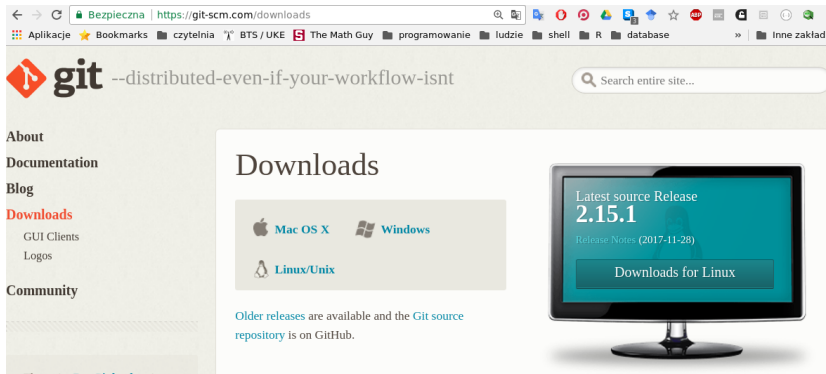 Bezpieczna | https://git-scm.com/downloads
Aplikacje Bookmarks czytelnia BTS / UKE The Math Guy programowanie ludzie shell R database » Inne zakład
git --distributed-even-if-your-workflow-isnt
Search entire site...
About
Documentation
Blog
Downloads
GUI Clients
Logos
Community
Downloads
Mac OS X Windows
Linux/Unix
Older releases are available and the Git source
repository is on GitHub.
Latest source Release
2.15.1
Release Notes (2017-11-28)
Downloads for Linux